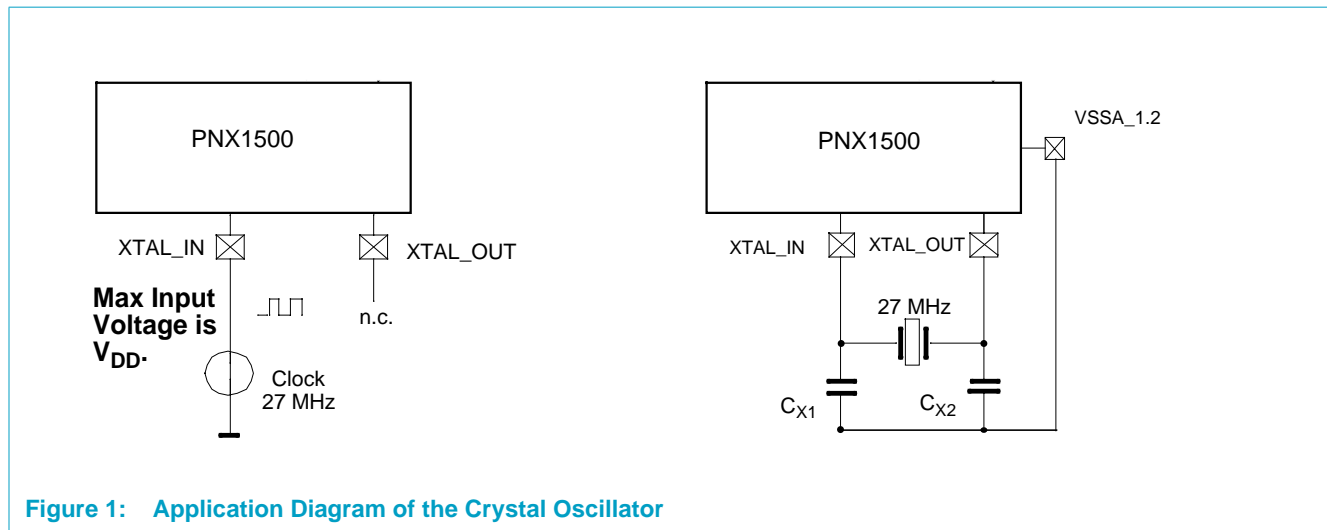 PNX1500
XTAL_IN
XTAL_OUT
Max Input
Voltage is
VDD.
n.c.
Clock
27 MHz
PNX1500
VSSA_1.2
XTAL_IN
XTAL_OUT
27 MHz
CX1
CX2
Figure 1: Application Diagram of the Crystal Oscillator